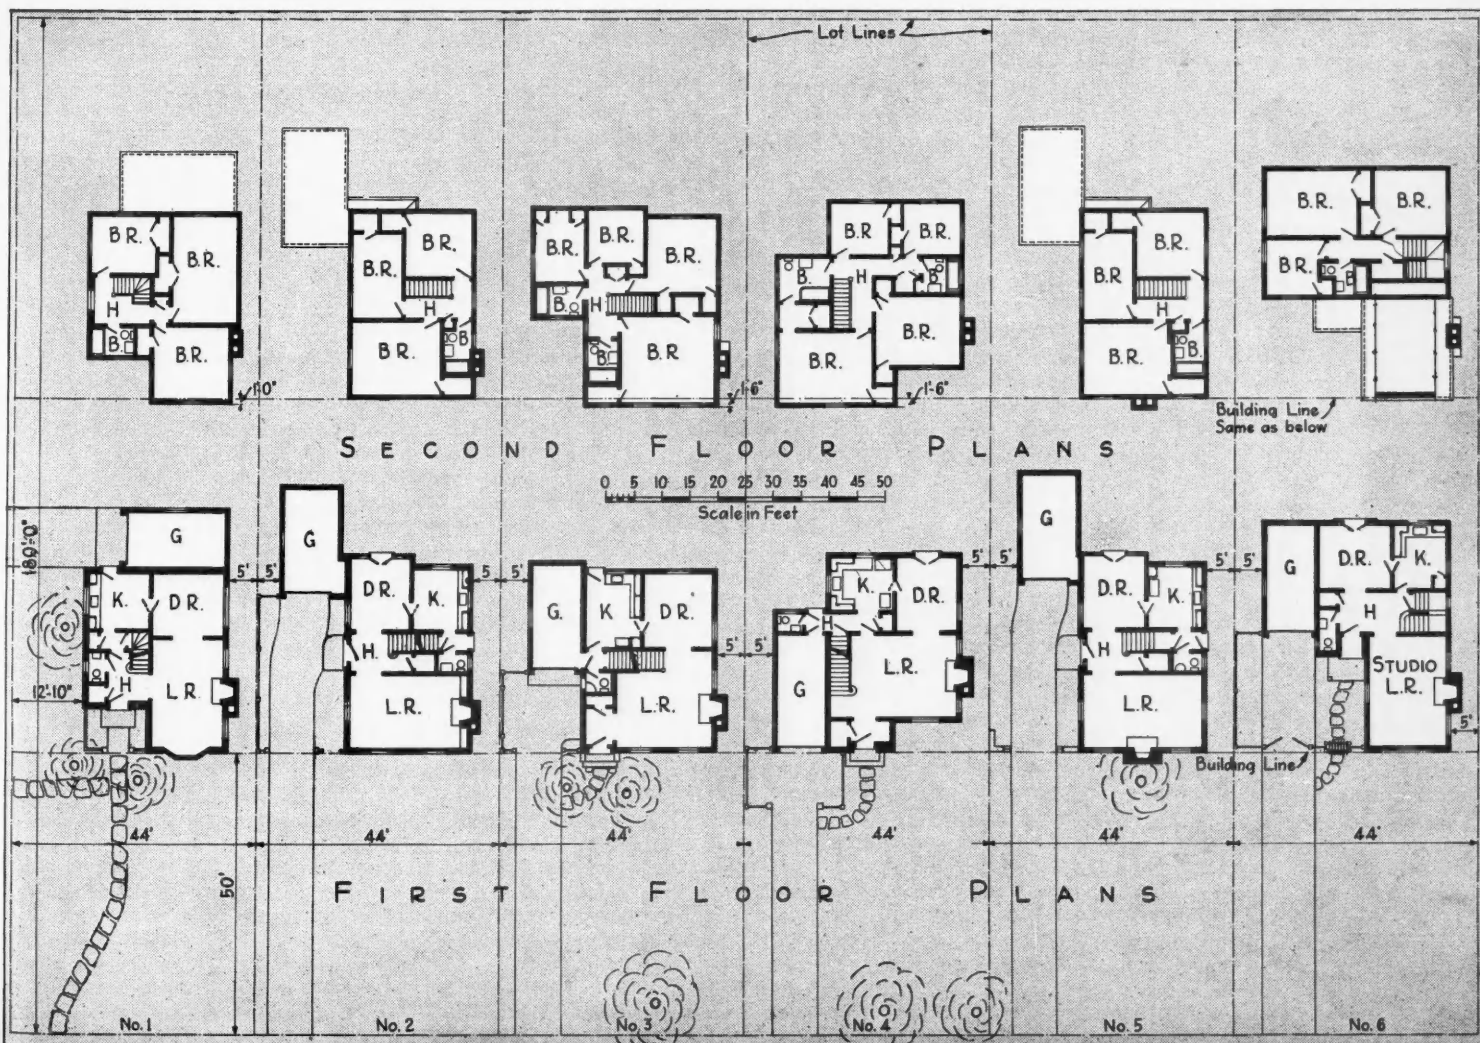 Lot Lines
B.R.
B.R.
H
B.
B.R.
1'-0"
B.R.
B.R.
H
B
B.R.
B.R.
B.R.
B.R.
B.
H
B.
B.R
1'-6"
B.R
B.R.
B.
H
B.
B.R.
B.R.
1'-6"
B.R.
B.R.
H
B.R.
B.
B.R.
B.R.
B.R.
B.
Building Line
Same as below
SECOND FLOOR PLANS
0 5 10 15 20 25 30 35 40 45 50
Scale in Feet
180'-0"
12'-10"
G
K.
D.R.
H
L.R.
5' 5'
G
D.R.
K.
H.
L.R.
5' 5'
G.
K
D.R.
L.R.
5' 5'
K.
D.R.
H
L.R.
G
5' 5'
G
D.R.
K.
H
L.R.
5' 5'
G
D.R.
K.
H
STUDIO
L.R.
5'
Building Line
44' 44' 44' 44' 44' 44'
50'
FIRST FLOOR PLANS
No.1 No.2 No.3 No.4 No.5 No.6